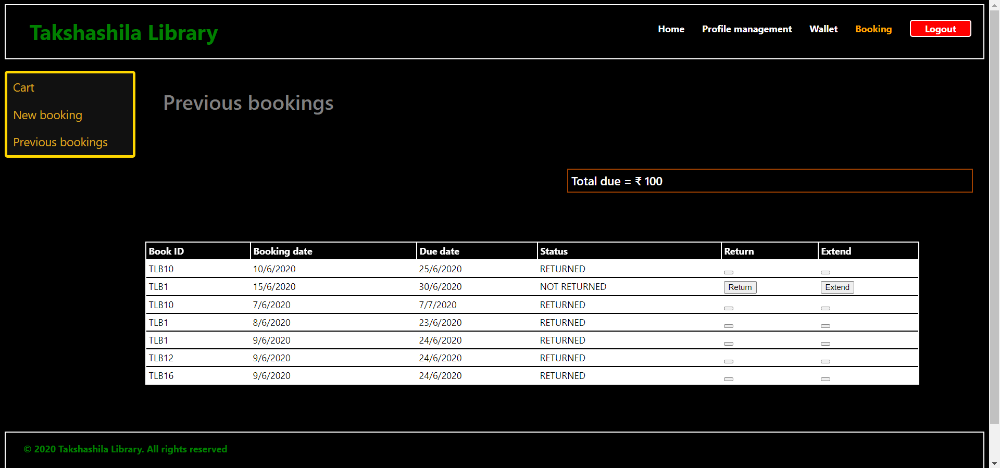 Takshashila Library
Home Profile management Wallet Booking Logout
Cart
New booking
Previous bookings
Previous bookings
Total due = ₹ 100
Book ID Booking date Due date Status Return Extend
TLB10 10/6/2020 25/6/2020 RETURNED
TLB1 15/6/2020 30/6/2020 NOT RETURNED Return Extend
TLB10 7/6/2020 7/7/2020 RETURNED
TLB1 8/6/2020 23/6/2020 RETURNED
TLB1 9/6/2020 24/6/2020 RETURNED
TLB12 9/6/2020 24/6/2020 RETURNED
TLB16 9/6/2020 24/6/2020 RETURNED
© 2020 Takshashila Library. All rights reserved